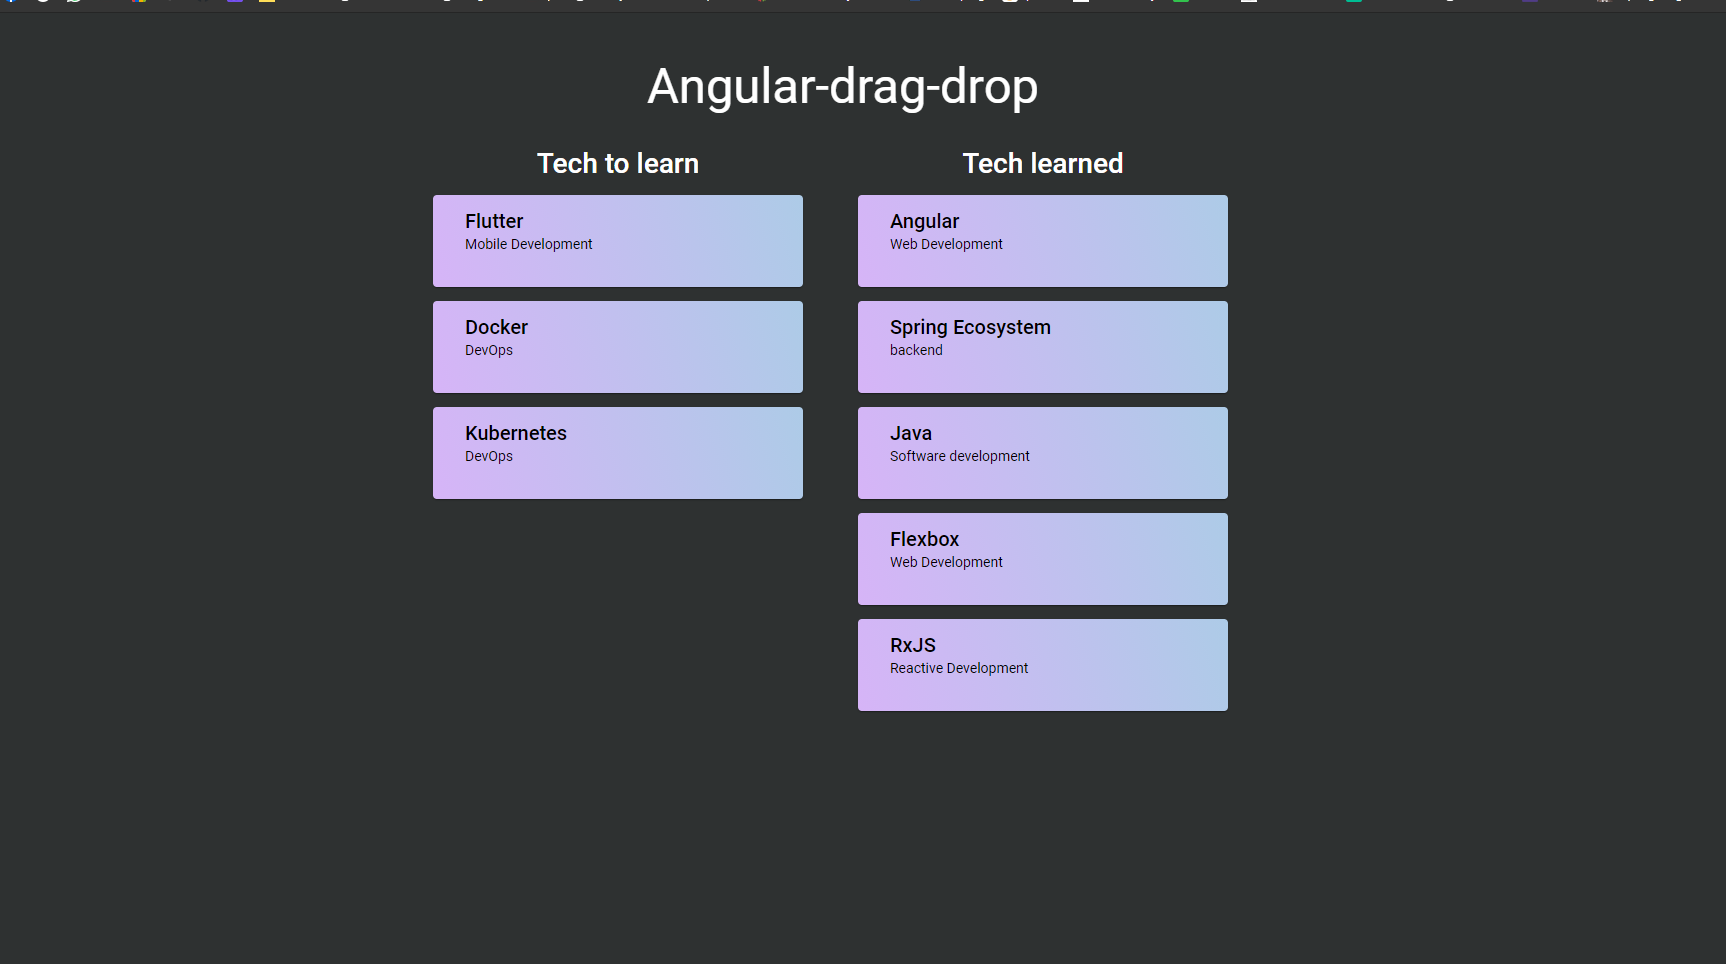 Angular-drag-drop
Tech to learn
Flutter
Mobile Development
Docker
DevOps
Kubernetes
DevOps
Tech learned
Angular
Web Development
Spring Ecosystem
backend
Java
Software development
Flexbox
Web Development
RxJS
Reactive Development